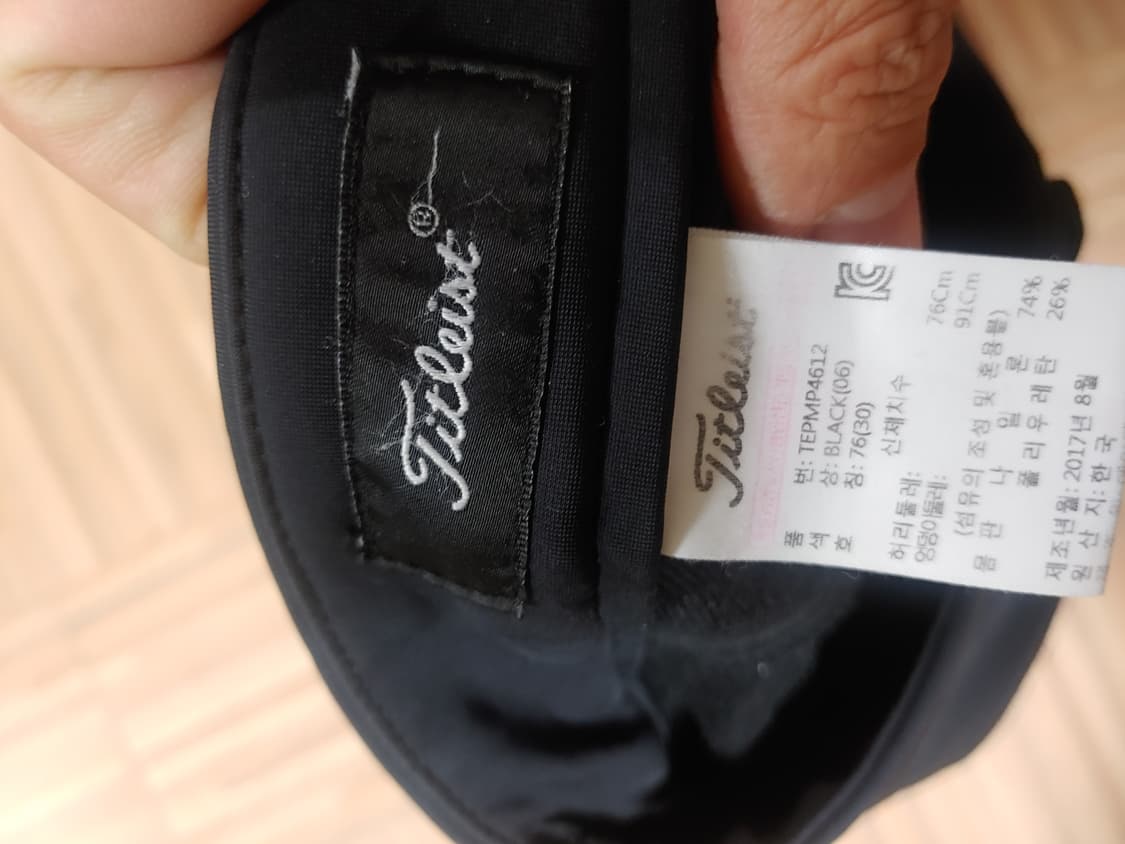 Titleist®
Titleist
품 번: TEPMP4612
색 상: BLACK(06)
호 칭: 76(30)
신체치수
허리둘레: 76Cm
엉덩이둘레: 91Cm
(섬유의 조성 및 혼용률)
몸 판 나 일 론 74%
폴 리 우 레 탄 26%
제조년월: 2017년 8월
원 산 지: 한 국